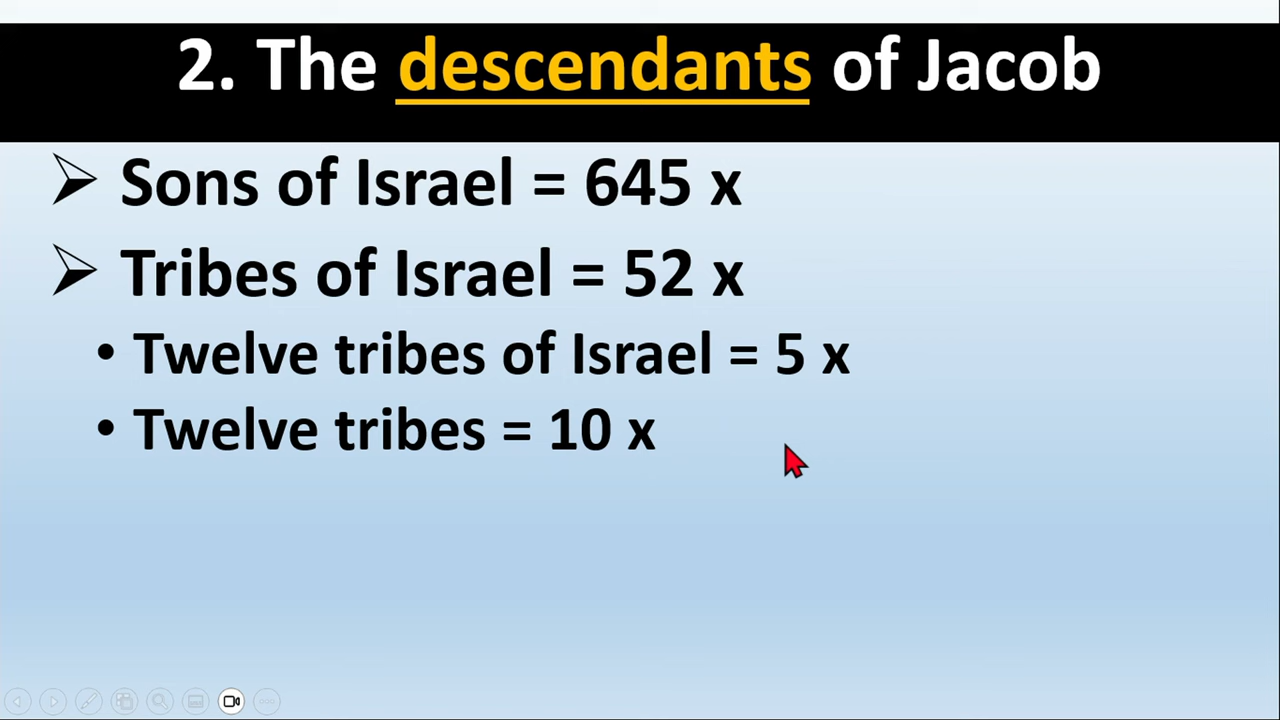 2. The descendants of Jacob
➢ Sons of Israel = 645 x
➢ Tribes of Israel = 52 x
• Twelve tribes of Israel = 5 x
• Twelve tribes = 10 x